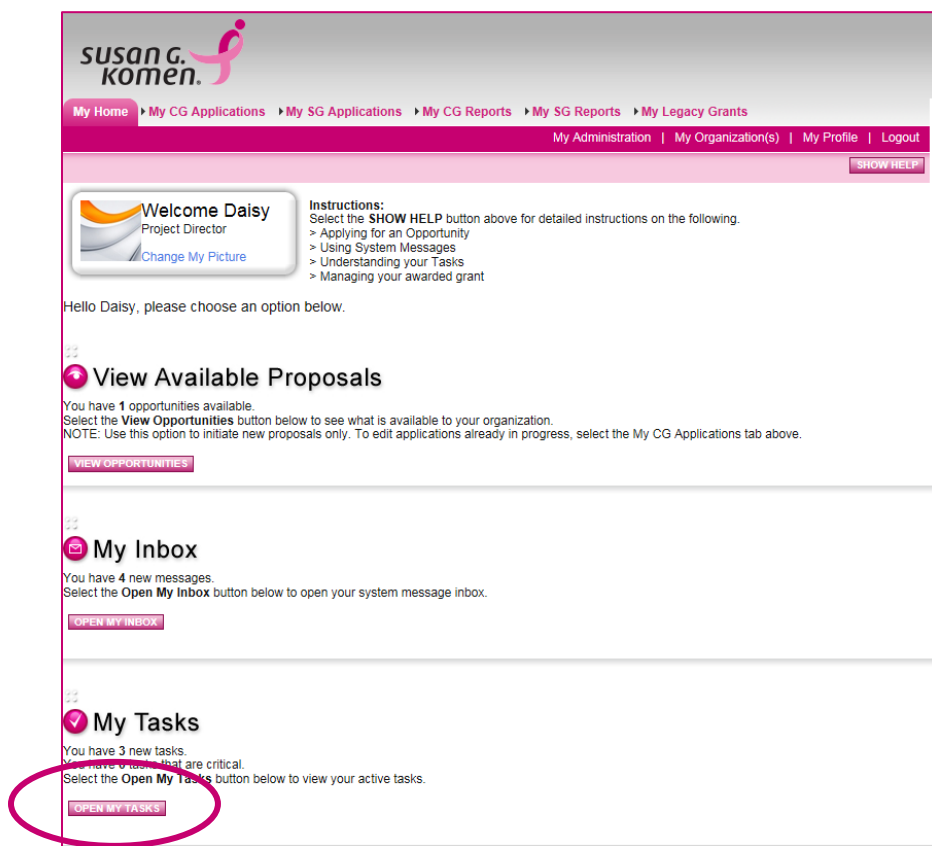 susan g.
komen.
My Home My CG Applications My SG Applications My CG Reports My SG Reports My Legacy Grants
My Administration | My Organization(s) | My Profile | Logout
SHOW HELP
Welcome Daisy
Project Director
Change My Picture
Instructions:
Select the SHOW HELP button above for detailed instructions on the following.
> Applying for an Opportunity
> Using System Messages
> Understanding your Tasks
> Managing your awarded grant
Hello Daisy, please choose an option below.
View Available Proposals
You have 1 opportunities available.
Select the View Opportunities button below to see what is available to your organization.
NOTE: Use this option to initiate new proposals only. To edit applications already in progress, select the My CG Applications tab above.
VIEW OPPORTUNITIES
My Inbox
You have 4 new messages.
Select the Open My Inbox button below to open your system message inbox.
OPEN MY INBOX
My Tasks
You have 3 new tasks.
You have tasks that are critical.
Select the Open My Tasks button below to view your active tasks.
OPEN MY TASKS